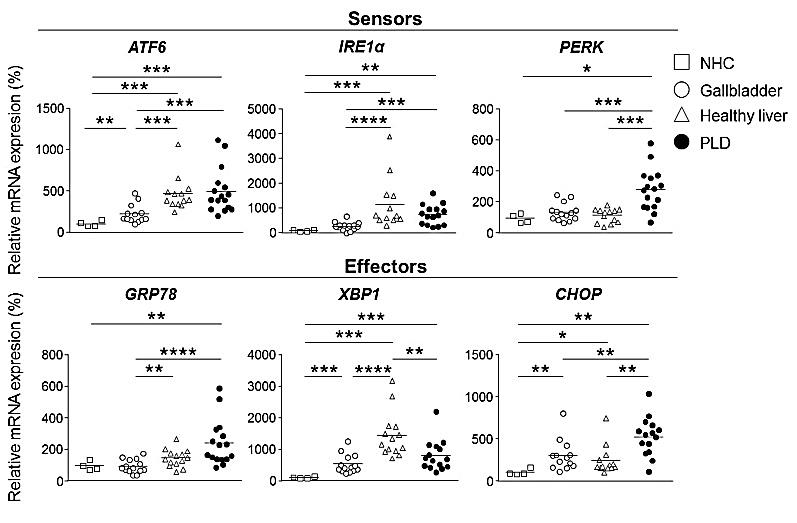 Sensors
ATF6 IRE1α PERK
*** ** *
*** ***
*** *** ***
** *** **** ***
Relative mRNA expresion (%)
1500 5000 800
4000
1000 600
3000
400
2000
500
1000 200
0 0 0
NHC
Gallbladder
Healthy liver
PLD
Effectors
GRP78 XBP1 CHOP
** *** **
*** *
**** ** **
** *** **** ** **
Relative mRNA expresion (%)
800 4000 1500
600 3000
1000
400 2000
500
200 1000
0 0 0